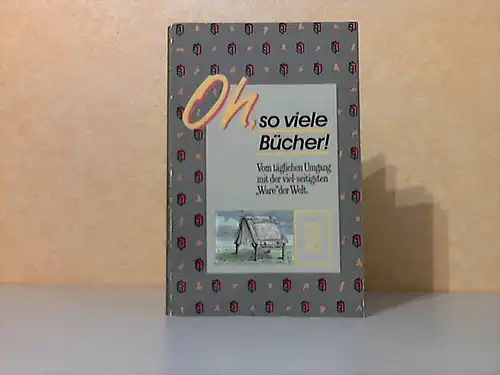 Oh, so viele
Bücher!
Vom täglichen Umgang
mit der viel-seitigsten
„Ware" der Welt.